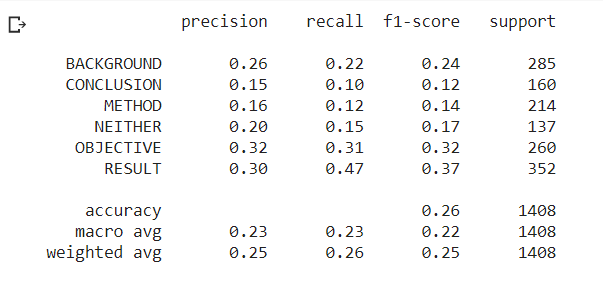 precision recall f1-score support
BACKGROUND 0.26 0.22 0.24 285
CONCLUSION 0.15 0.10 0.12 160
METHOD 0.16 0.12 0.14 214
NEITHER 0.20 0.15 0.17 137
OBJECTIVE 0.32 0.31 0.32 260
RESULT 0.30 0.47 0.37 352
accuracy 0.26 1408
macro avg 0.23 0.23 0.22 1408
weighted avg 0.25 0.26 0.25 1408